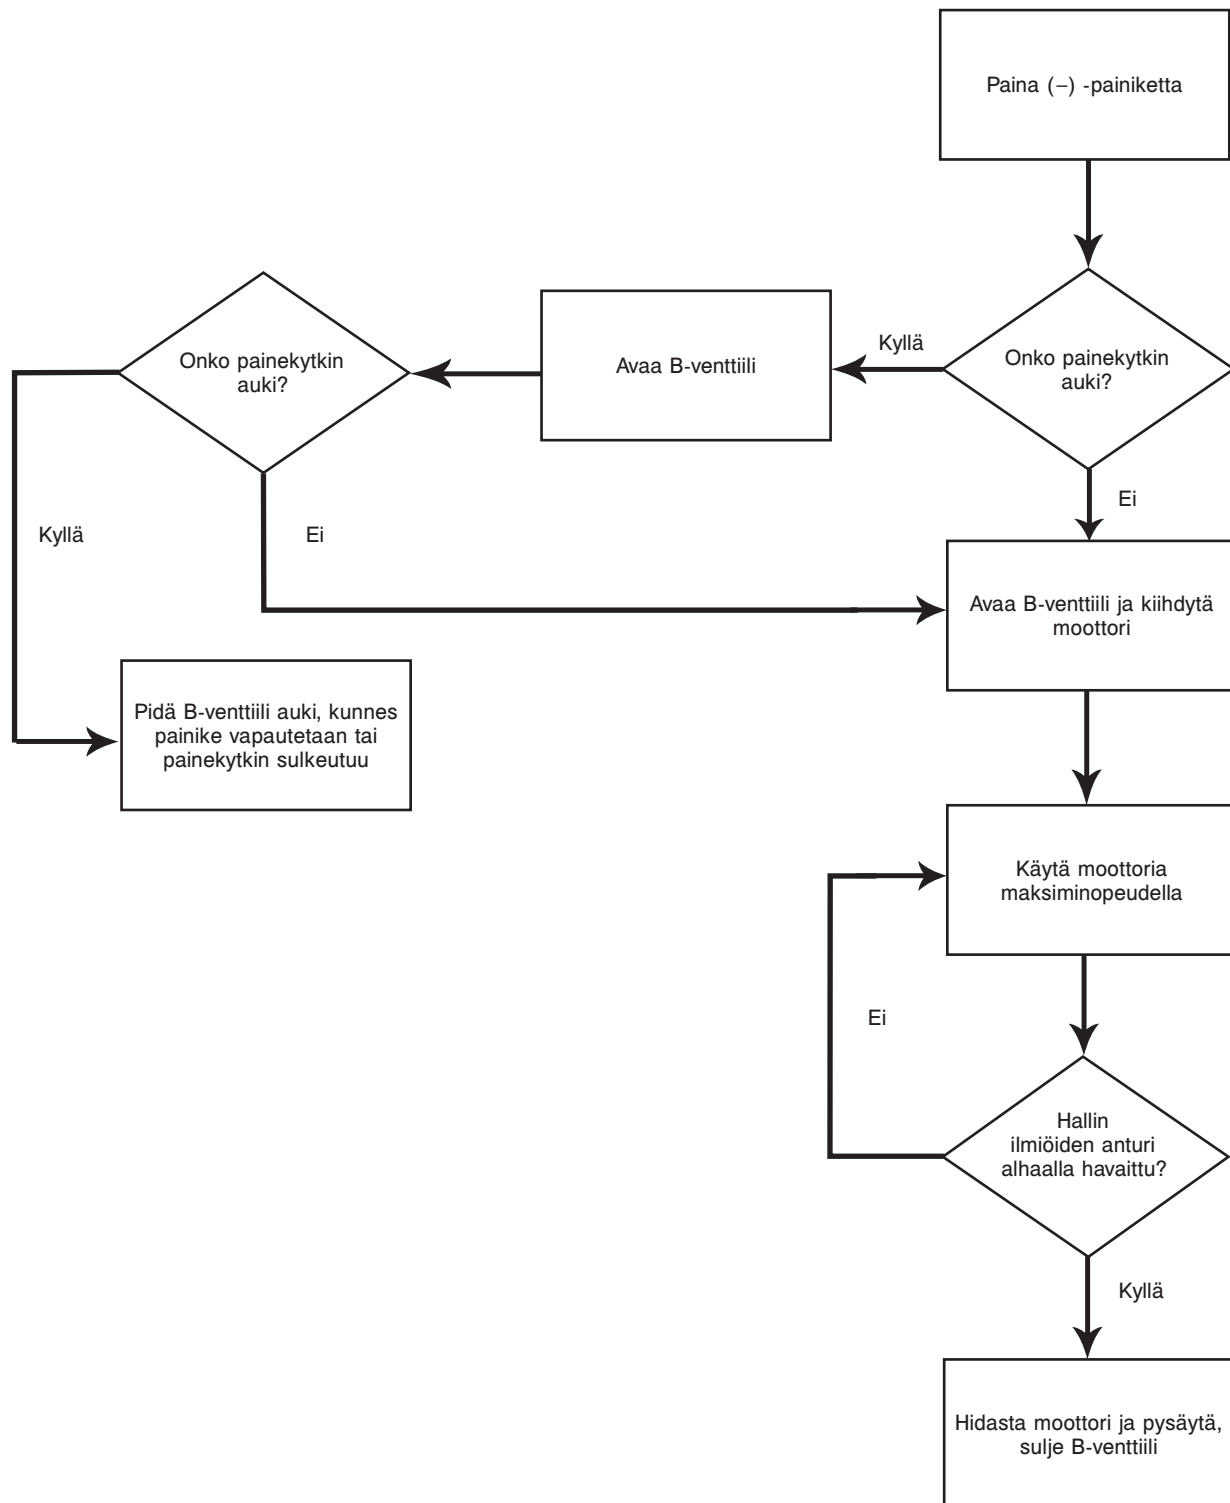 Paina (–) -painiketta
Onko painekytkin
auki?
Kyllä
Avaa B-venttiili
Onko painekytkin
auki?
Ei
Kyllä
Ei
Avaa B-venttiili ja kiihdytä
moottori
Pidä B-venttiili auki, kunnes
painike vapautetaan tai
painekytkin sulkeutuu
Käytä moottoria
maksiminopeudella
Ei
Hallin
ilmiöiden anturi
alhaalla havaittu?
Kyllä
Hidasta moottori ja pysäytä,
sulje B-venttiili